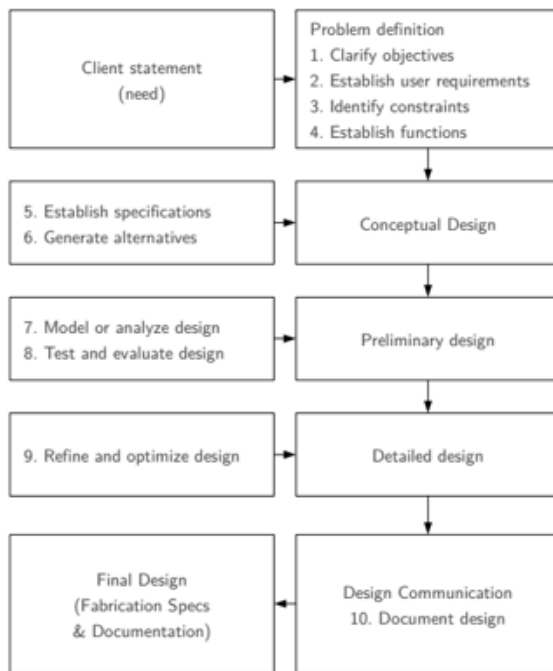 Client statement
(need)
Problem definition
1. Clarify objectives
2. Establish user requirements
3. Identify constraints
4. Establish functions
5. Establish specifications
6. Generate alternatives
Conceptual Design
7. Model or analyze design
8. Test and evaluate design
Preliminary design
9. Refine and optimize design
Detailed design
Final Design
(Fabrication Specs
& Documentation)
Design Communication
10. Document design